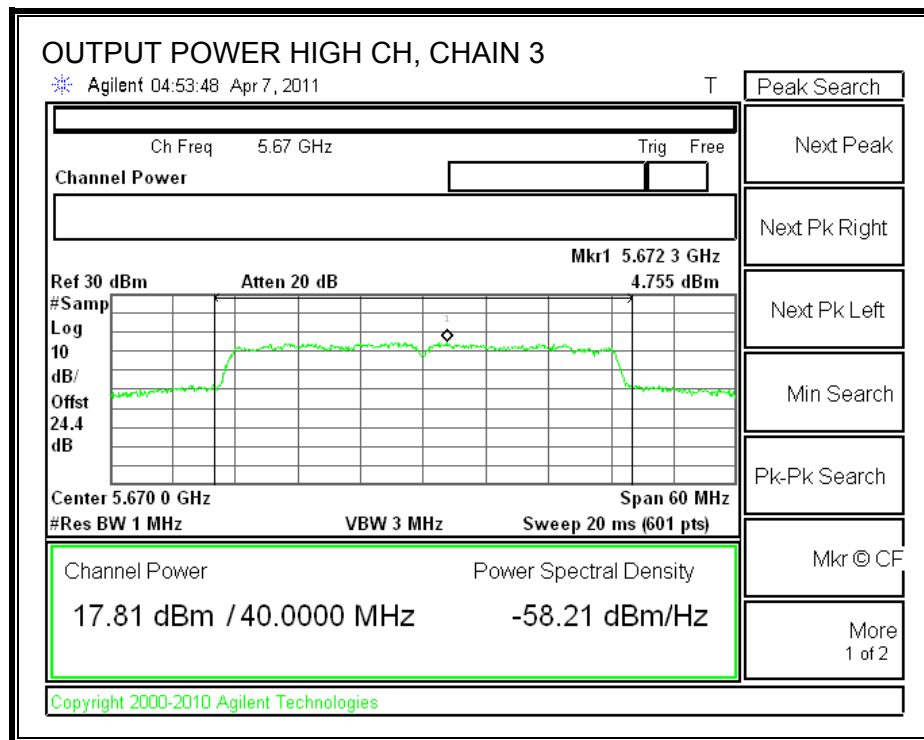 OUTPUT POWER HIGH CH, CHAIN 3
Agilent 04:53:48 Apr 7, 2011 T
Peak Search
Ch Freq 5.67 GHz Trig Free
Channel Power
Mkr1 5.672 3 GHz
Ref 30 dBm Atten 20 dB 4.755 dBm
#Samp
Log
10
dB/
Offst
24.4
dB
1
Center 5.670 0 GHz Span 60 MHz
#Res BW 1 MHz VBW 3 MHz Sweep 20 ms (601 pts)
Channel Power Power Spectral Density
17.81 dBm / 40.0000 MHz -58.21 dBm/Hz
Next Peak
Next Pk Right
Next Pk Left
Min Search
Pk-Pk Search
Mkr © CF
More
1 of 2
Copyright 2000-2010 Agilent Technologies